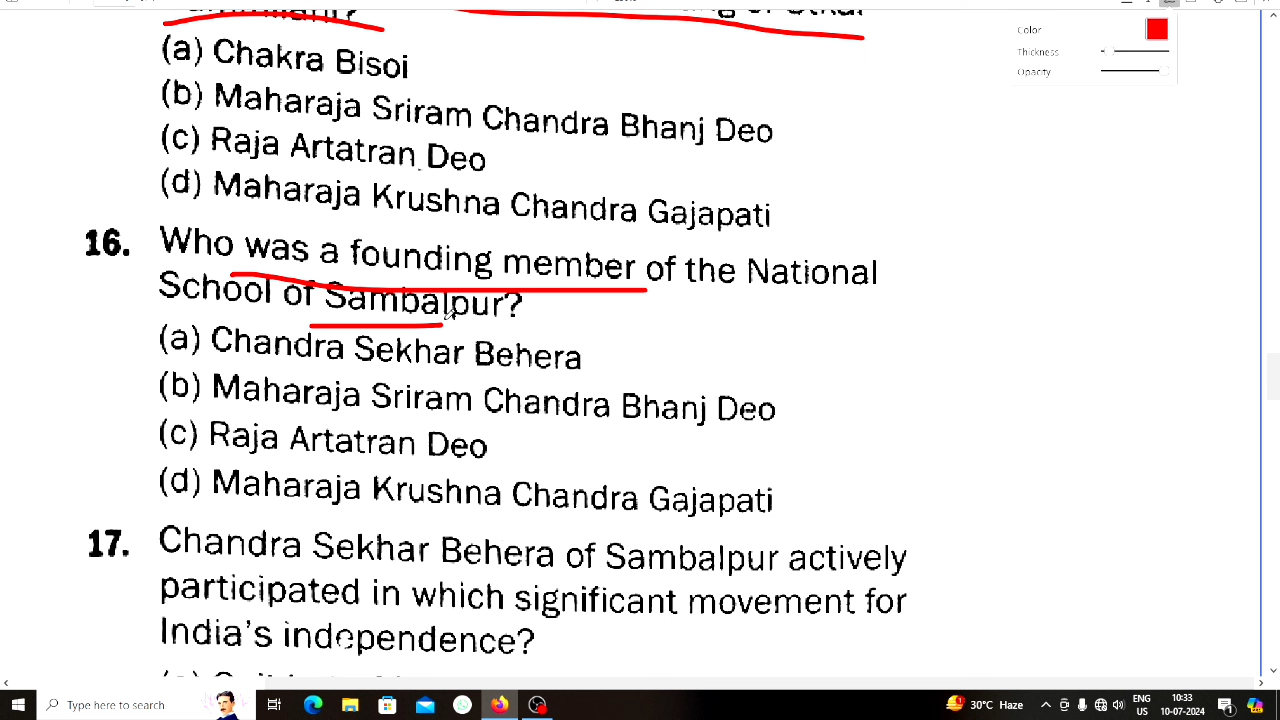 Color
Thickness
Opacity
(a) Chakra Bisoi
(b) Maharaja Sriram Chandra Bhanj Deo
(c) Raja Artatran Deo
(d) Maharaja Krushna Chandra Gajapati
16. Who was a founding member of the National
School of Sambalpur?
(a) Chandra Sekhar Behera
(b) Maharaja Sriram Chandra Bhanj Deo
(c) Raja Artatran Deo
(d) Maharaja Krushna Chandra Gajapati
17. Chandra Sekhar Behera of Sambalpur actively
participated in which significant movement for
India's independence?
Type here to search
30°C Haze
ENG
US
10:33
10-07-2024